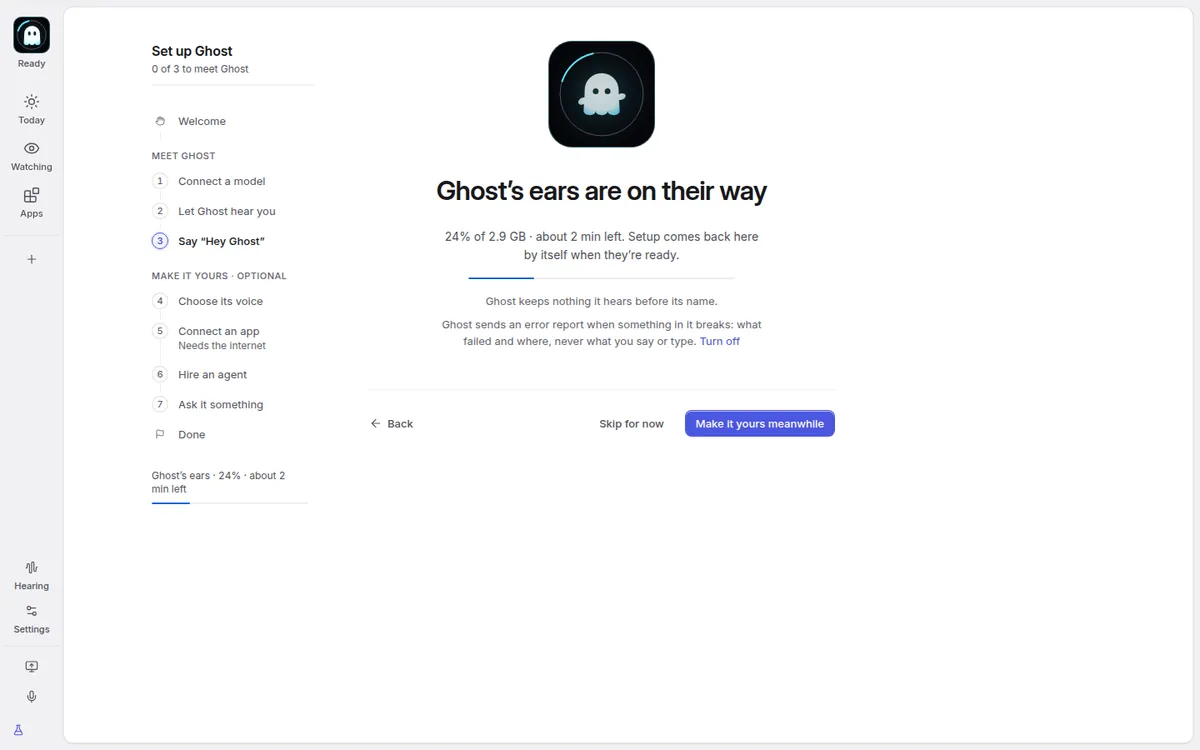 Ready
Today
Watching
Apps
Hearing
Settings
Set up Ghost
0 of 3 to meet Ghost
Welcome
MEET GHOST
1 Connect a model
2 Let Ghost hear you
3 Say “Hey Ghost”
MAKE IT YOURS · OPTIONAL
4 Choose its voice
5 Connect an app
Needs the internet
6 Hire an agent
7 Ask it something
Done
Ghost’s ears · 24% · about 2
min left
Ghost’s ears are on their way
24% of 2.9 GB · about 2 min left. Setup comes back here
by itself when they’re ready.
Ghost keeps nothing it hears before its name.
Ghost sends an error report when something in it breaks: what
failed and where, never what you say or type. Turn off
Back
Skip for now
Make it yours meanwhile